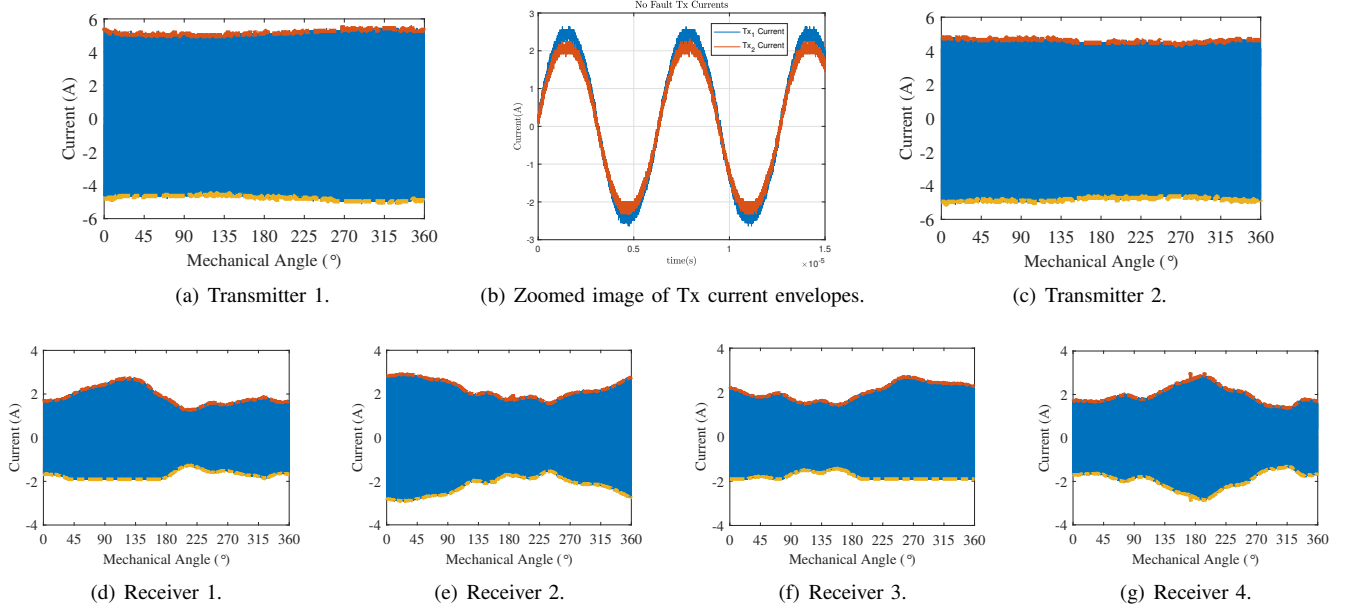 No Fault Tx Currents
6
4
2
0
-2
-4
-6
Current (A)
0 45 90 135 180 225 270 315 360
Mechanical Angle (°)
(a) Transmitter 1.
3
2
1
0
-1
-2
-3
Current(A)
Tx1 Current
Tx2 Current
0 0.5 1 1.5
×10-5
time(s)
(b) Zoomed image of Tx current envelopes.
6
4
2
0
-2
-4
-6
Current (A)
0 45 90 135 180 225 270 315 360
Mechanical Angle (°)
(c) Transmitter 2.
4
2
0
-2
-4
Current (A)
0 45 90 135 180 225 270 315 360
Mechanical Angle (°)
(d) Receiver 1.
4
2
0
-2
-4
Current (A)
0 45 90 135 180 225 270 315 360
Mechanical Angle (°)
(e) Receiver 2.
4
2
0
-2
-4
Current (A)
0 45 90 135 180 225 270 315 360
Mechanical Angle (°)
(f) Receiver 3.
4
2
0
-2
-4
Current (A)
0 45 90 135 180 225 270 315 360
Mechanical Angle (°)
(g) Receiver 4.